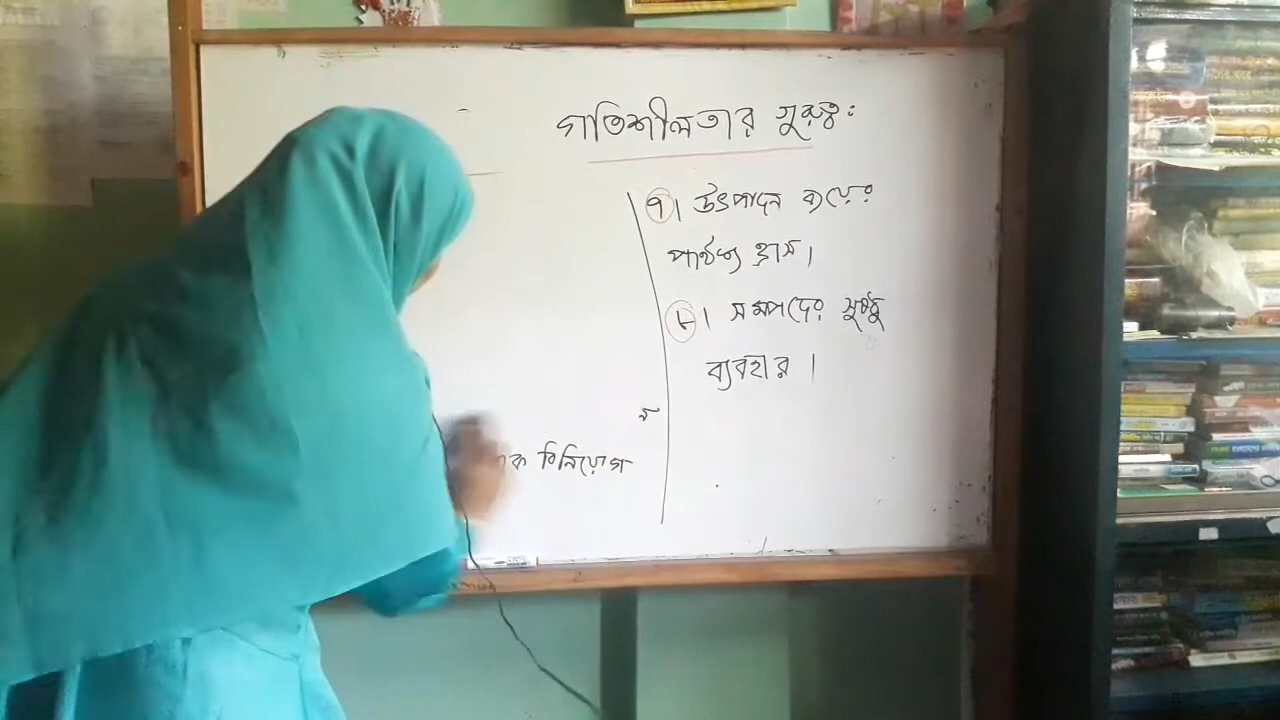 গতিশীলতার গুরুত্ব:
৭। উৎপাদন ব্যয়ের
পার্থক্য হ্রাস।
৮। সম্পদের সুষ্ঠু
ব্যবহার।
বিনিয়োগ